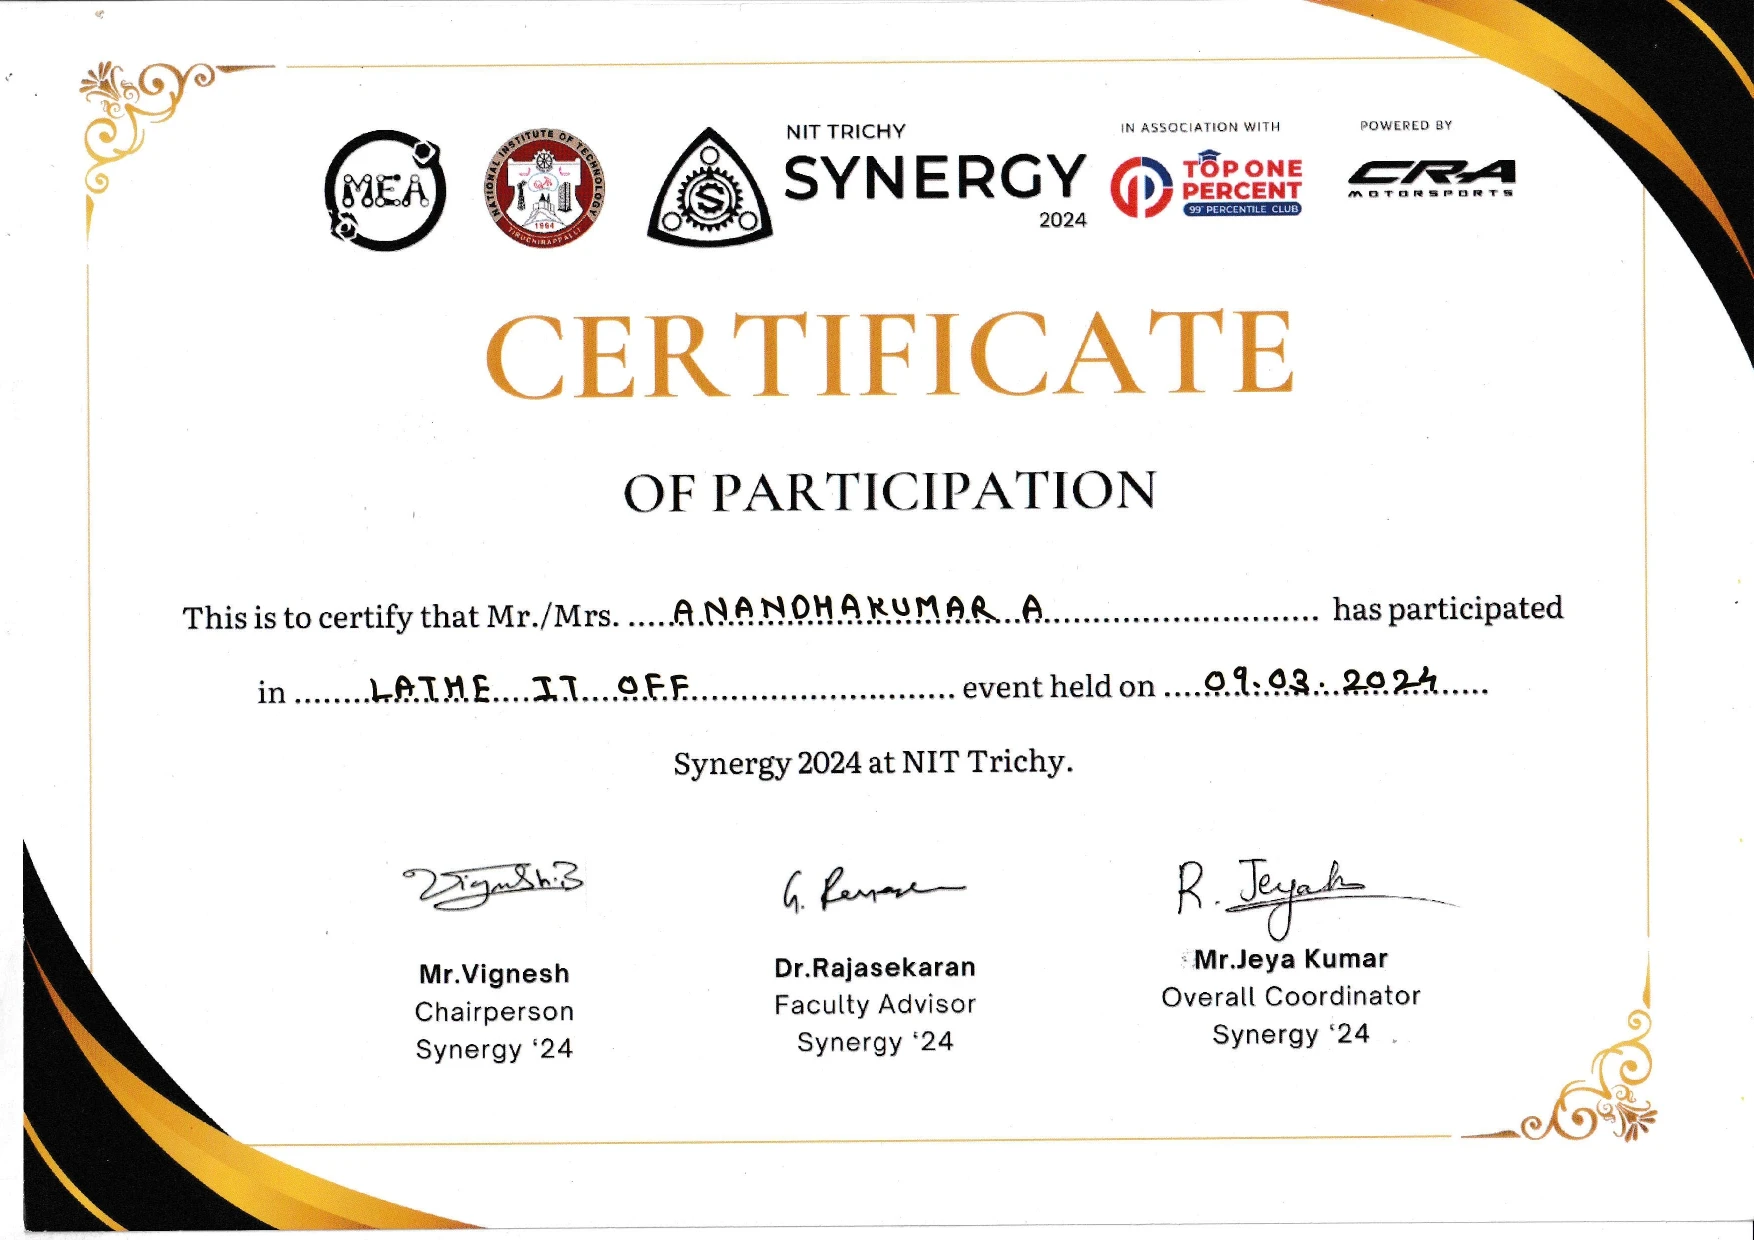 MEA
NATIONAL INSTITUTE OF TECHNOLOGY
1964
TIRUCHIRAPPALLI
S
NIT TRICHY
SYNERGY
2024
IN ASSOCIATION WITH
TOP ONE
PERCENT
99+ PERCENTILE CLUB
POWERED BY
CRA
MOTORSPORTS
CERTIFICATE
OF PARTICIPATION
This is to certify that Mr./Mrs. .....ANANDHAKUMAR A............................... has participated
in ........LATHE IT OFF............................. event held on ....09.03.2024.....
Synergy 2024 at NIT Trichy.
Vignesh.B
G.
R. Jeyak
Mr.Vignesh
Chairperson
Synergy ‘24
Dr.Rajasekaran
Faculty Advisor
Synergy ‘24
Mr.Jeya Kumar
Overall Coordinator
Synergy ‘24